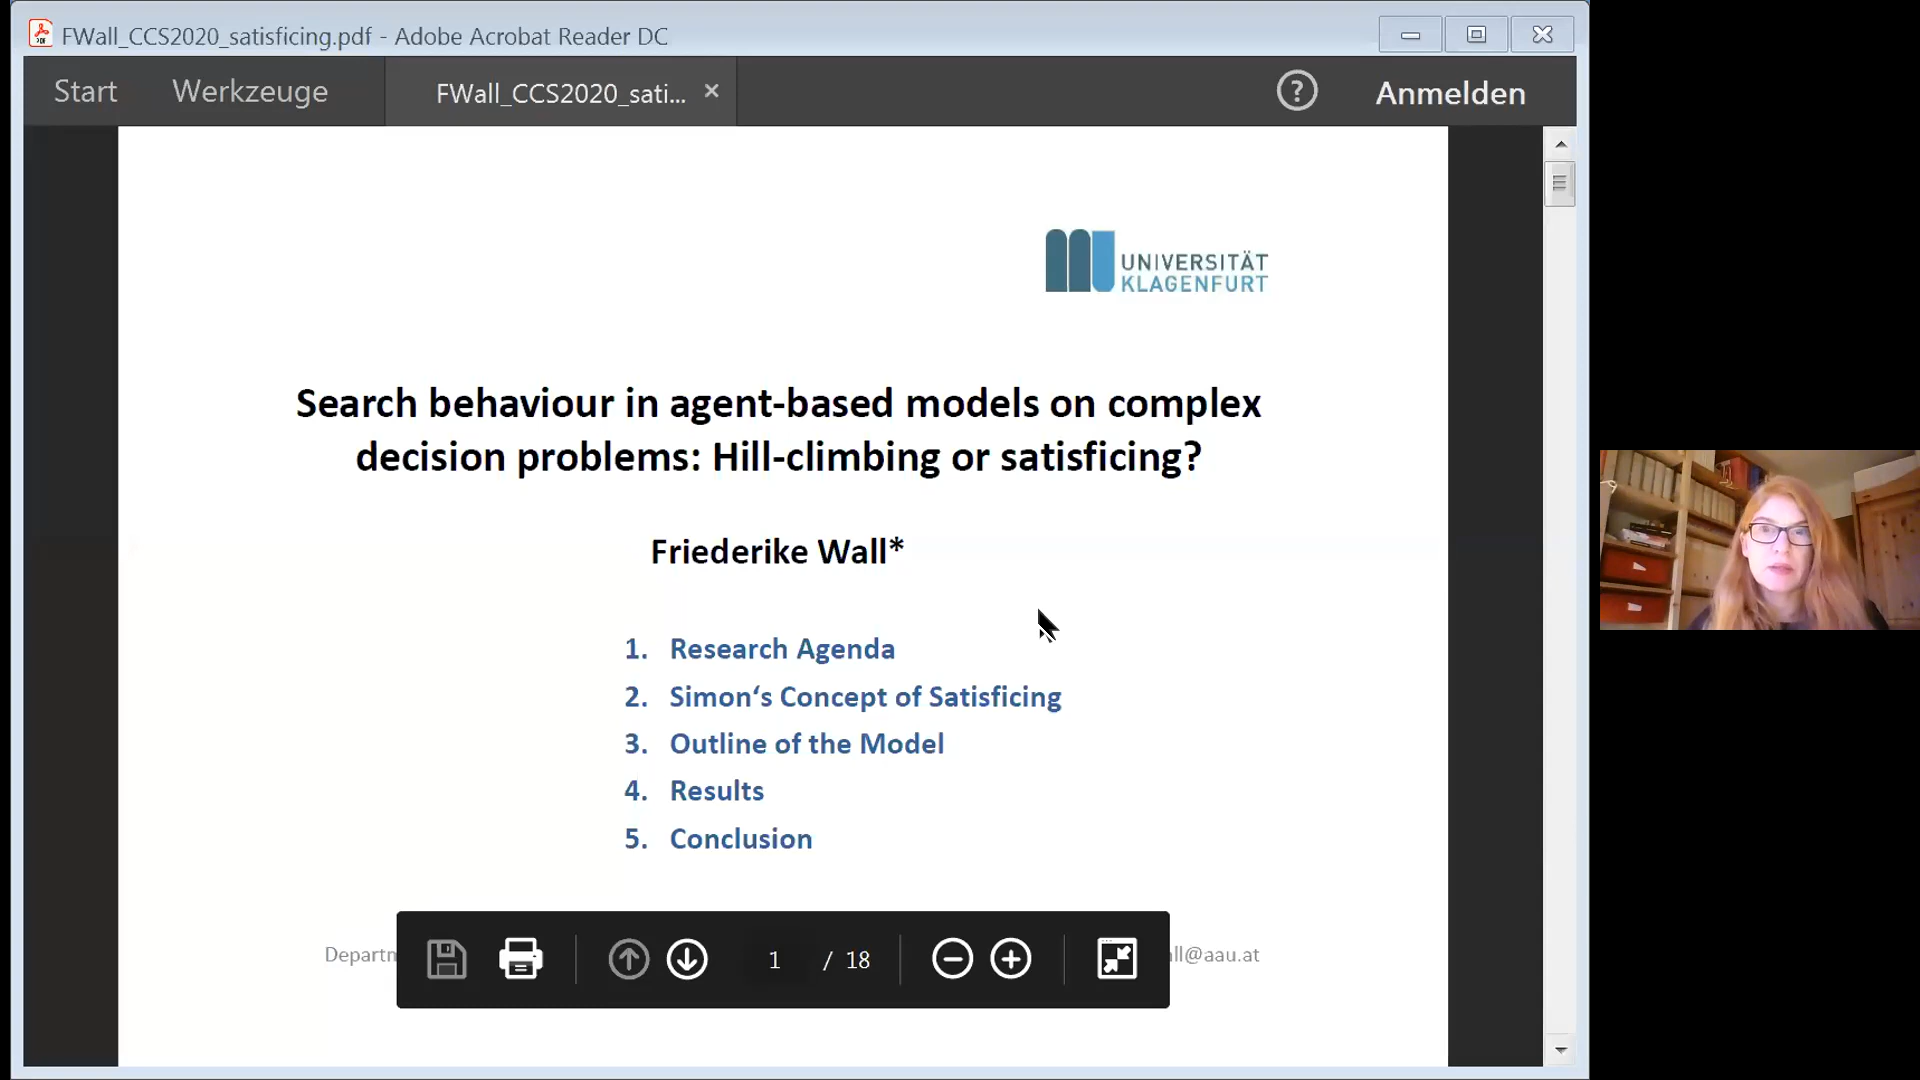 FWall_CCS2020_satisficing.pdf - Adobe Acrobat Reader DC
Start Werkzeuge FWall_CCS2020_sati... × ? Anmelden
UNIVERSITÄT
KLAGENFURT
Search behaviour in agent-based models on complex
decision problems: Hill-climbing or satisficing?
Friederike Wall*
1. Research Agenda
2. Simon‘s Concept of Satisficing
3. Outline of the Model
4. Results
5. Conclusion
1 / 18
@aau.at